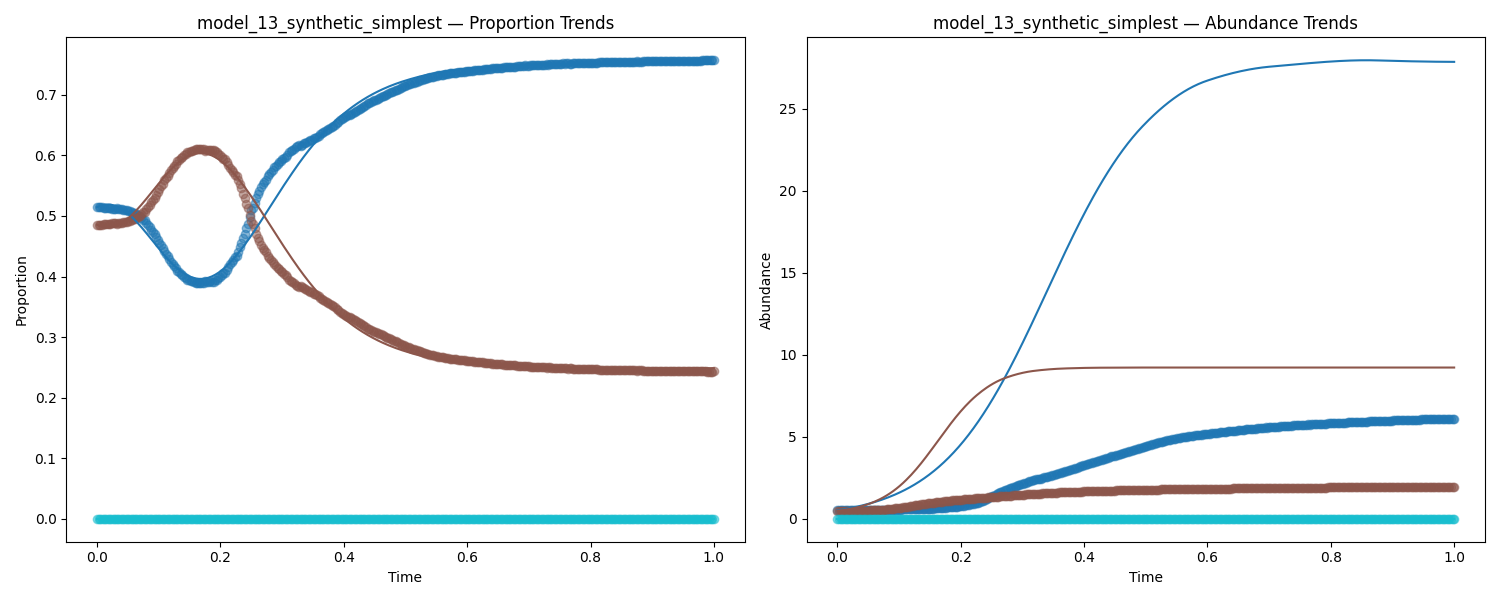 model_13_synthetic_simplest — Proportion Trends
Proportion
0.7
0.6
0.5
0.4
0.3
0.2
0.1
0.0
0.0 0.2 0.4 0.6 0.8 1.0
Time
model_13_synthetic_simplest — Abundance Trends
Abundance
25
20
15
10
5
0
0.0 0.2 0.4 0.6 0.8 1.0
Time